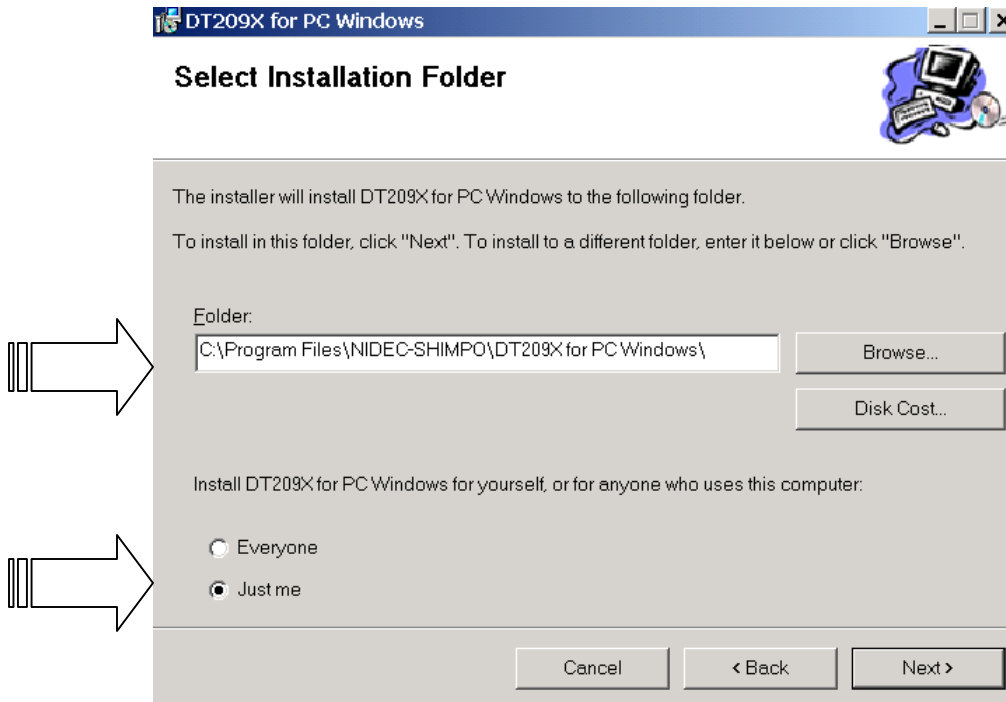 DT209X for PC Windows
Select Installation Folder
The installer will install DT209X for PC Windows to the following folder.
To install in this folder, click "Next". To install to a different folder, enter it below or click "Browse".
Folder:
C:\Program Files\NIDEC-SHIMPO\DT209X for PC Windows\
Browse...
Disk Cost...
Install DT209X for PC Windows for yourself, or for anyone who uses this computer:
Everyone
Just me
Cancel
< Back
Next >